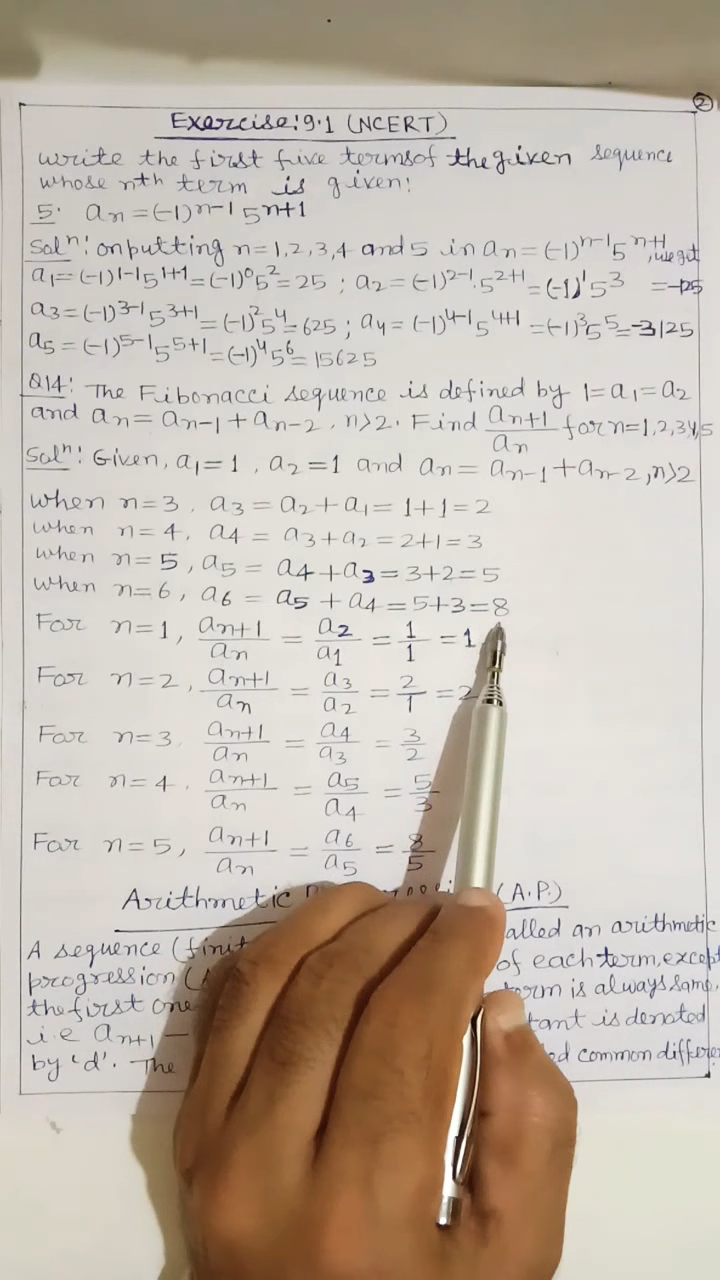 ②
Exercise:9.1 (NCERT)
write the first five terms of the given sequence
whose nth term is given:
5. an = (-1)^n-1 5^n+1
Solⁿ: on putting n=1,2,3,4 and 5 in an = (-1)^n-1 5^n+1, we get
a1 = (-1)^1-1 5^1+1 = (-1)^0 5^2 = 25 ; a2 = (-1)^2-1 . 5^2+1 = (-1)^1 5^3 = -125
a3 = (-1)^3-1 5^3+1 = (-1)^2 5^4 = 625 ; a4 = (-1)^4-1 5^4+1 = (-1)^3 5^5 = -3125
a5 = (-1)^5-1 5^5+1 = (-1)^4 5^6 = 15625
Q14: The Fibonacci sequence is defined by 1=a1=a2
and an = an-1 + an-2, n>2. Find an+1/an for n=1,2,3,4,5
Solⁿ: Given, a1=1, a2=1 and an = an-1 + an-2, n>2
when n=3, a3 = a2 + a1 = 1+1 = 2
when n=4, a4 = a3 + a2 = 2+1 = 3
when n=5, a5 = a4 + a3 = 3+2 = 5
when n=6, a6 = a5 + a4 = 5+3 = 8
For n=1, an+1/an = a2/a1 = 1/1 = 1
For n=2, an+1/an = a3/a2 = 2/1 = 2
For n=3 an+1/an = a4/a3 = 3/2
For n=4. an+1/an = a5/a4 = 5/3
For n=5, an+1/an = a6/a5 = 8/5
Arithmetic (A.P.)
A sequence called an arithmetic
progression of each term, except
the first one term is always same.
i.e an+1 - is denoted
by 'd'. The common